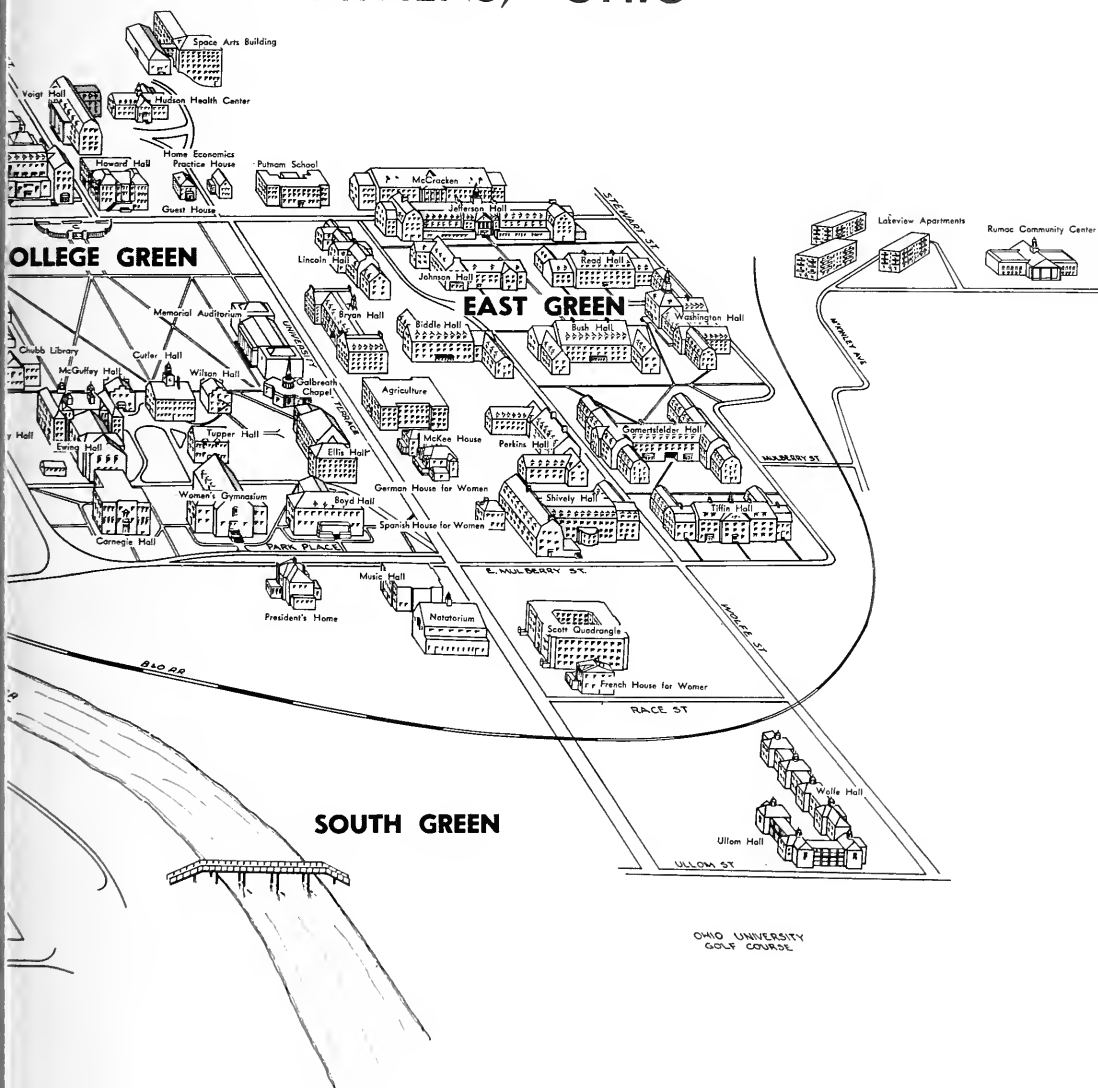 OHIO
Space Arts Building
Voigt Hall
Hudson Health Center
Howard Hall
Home Economics
Practice House
Guest House
Putnam School
McCracken
Jefferson Hall
STEWART ST
Lakeview Apartments
Rumac Community Center
OLLEGE GREEN
Lincoln Hall
Johnson Hall
Read Hall
EAST GREEN
Memorial Auditorium
UNIVERSITY TERRACE
Bryan Hall
Biddle Hall
Bush Hall
Washington Hall
McKINLEY AVE
Chubb Library
McGuffey Hall
Cutler Hall
Wilson Hall
Galbreath
Chapel
Agriculture
y Hall
Ewing Hall
Tupper Hall
Ellis Hall
McKee House
Perkins Hall
Gamertsfelder Hall
MULBERRY ST.
German House for Women
Women's Gymnasium
Boyd Hall
Spanish House for Women
Shively Hall
Tiffin Hall
Carnegie Hall
PARK PLACE
E. MULBERRY ST.
President's Home
Music Hall
Natatorium
Scott Quadrangle
WOLFE ST
French House for Women
RACE ST
B&O RR
Wolfe Hall
SOUTH GREEN
Ullom Hall
ULLOM ST
OHIO UNIVERSITY
GOLF COURSE